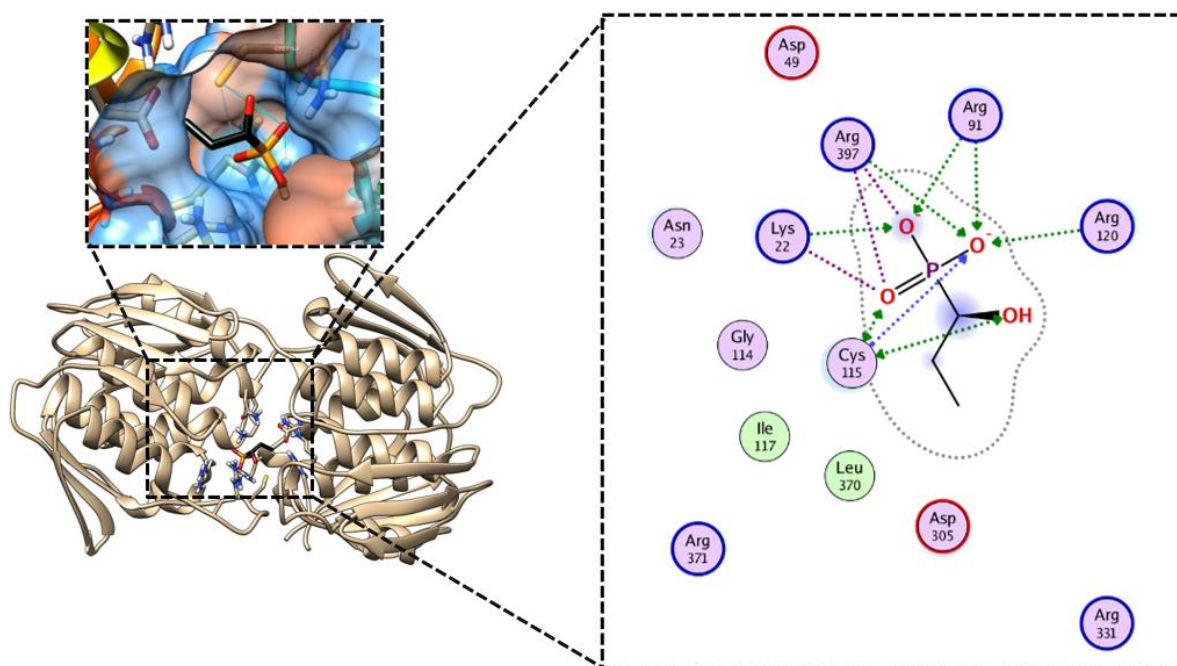 Asp
49
Arg
91
Arg
397
Arg
120
Asn
23
Lys
22
O
-
O
-
P
O
OH
Gly
114
Cys
115
Ile
117
Leu
370
Asp
305
Arg
371
Arg
331